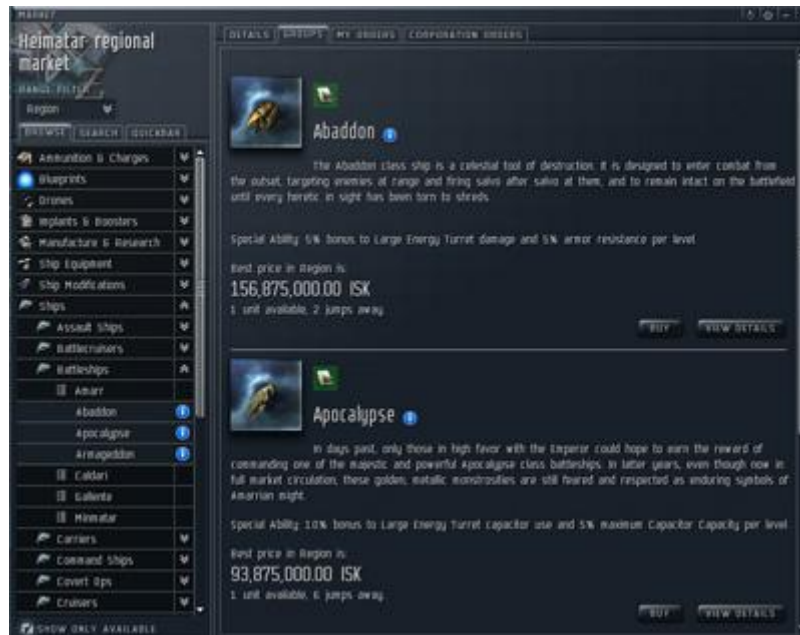 MARKET
Heimatar regional
market
RANGE FILTER
Region
BROWSE SEARCH QUICKBAR
Ammunition & Charges
Blueprints
Drones
Implants & Boosters
Manufacture & Research
Ship Equipment
Ship Modifications
Ships
Assault Ships
Battlecruisers
Battleships
Amarr
Abaddon
Apocalypse
Armageddon
Caldari
Gallente
Minmatar
Carriers
Command Ships
Covert Ops
Cruisers
SHOW ONLY AVAILABLE
DETAILS GROUPS MY ORDERS CORPORATION ORDERS
Abaddon
The Abaddon class ship is a celestial tool of destruction. It is designed to enter combat from
the outset, targeting enemies at range and firing salvo after salvo at them, and to remain intact on the battlefield
until every heretic in sight has been torn to shreds.
Special Ability: 5% bonus to Large Energy Turret damage and 5% armor resistance per level
Best price in Region is:
156,875,000.00 ISK
1 unit available, 2 jumps away
BUY VIEW DETAILS
Apocalypse
In days past, only those in high favor with the Emperor could hope to earn the reward of
commanding one of the majestic and powerful Apocalypse class battleships. In latter years, even though now in
full market circulation, these golden, metallic monstrosities are still feared and respected as enduring symbols of
Amarrian might.
Special Ability: 10% bonus to Large Energy Turret capacitor use and 5% maximum Capacitor Capacity per level
Best price in Region is:
93,875,000.00 ISK
1 unit available, 6 jumps away
BUY VIEW DETAILS